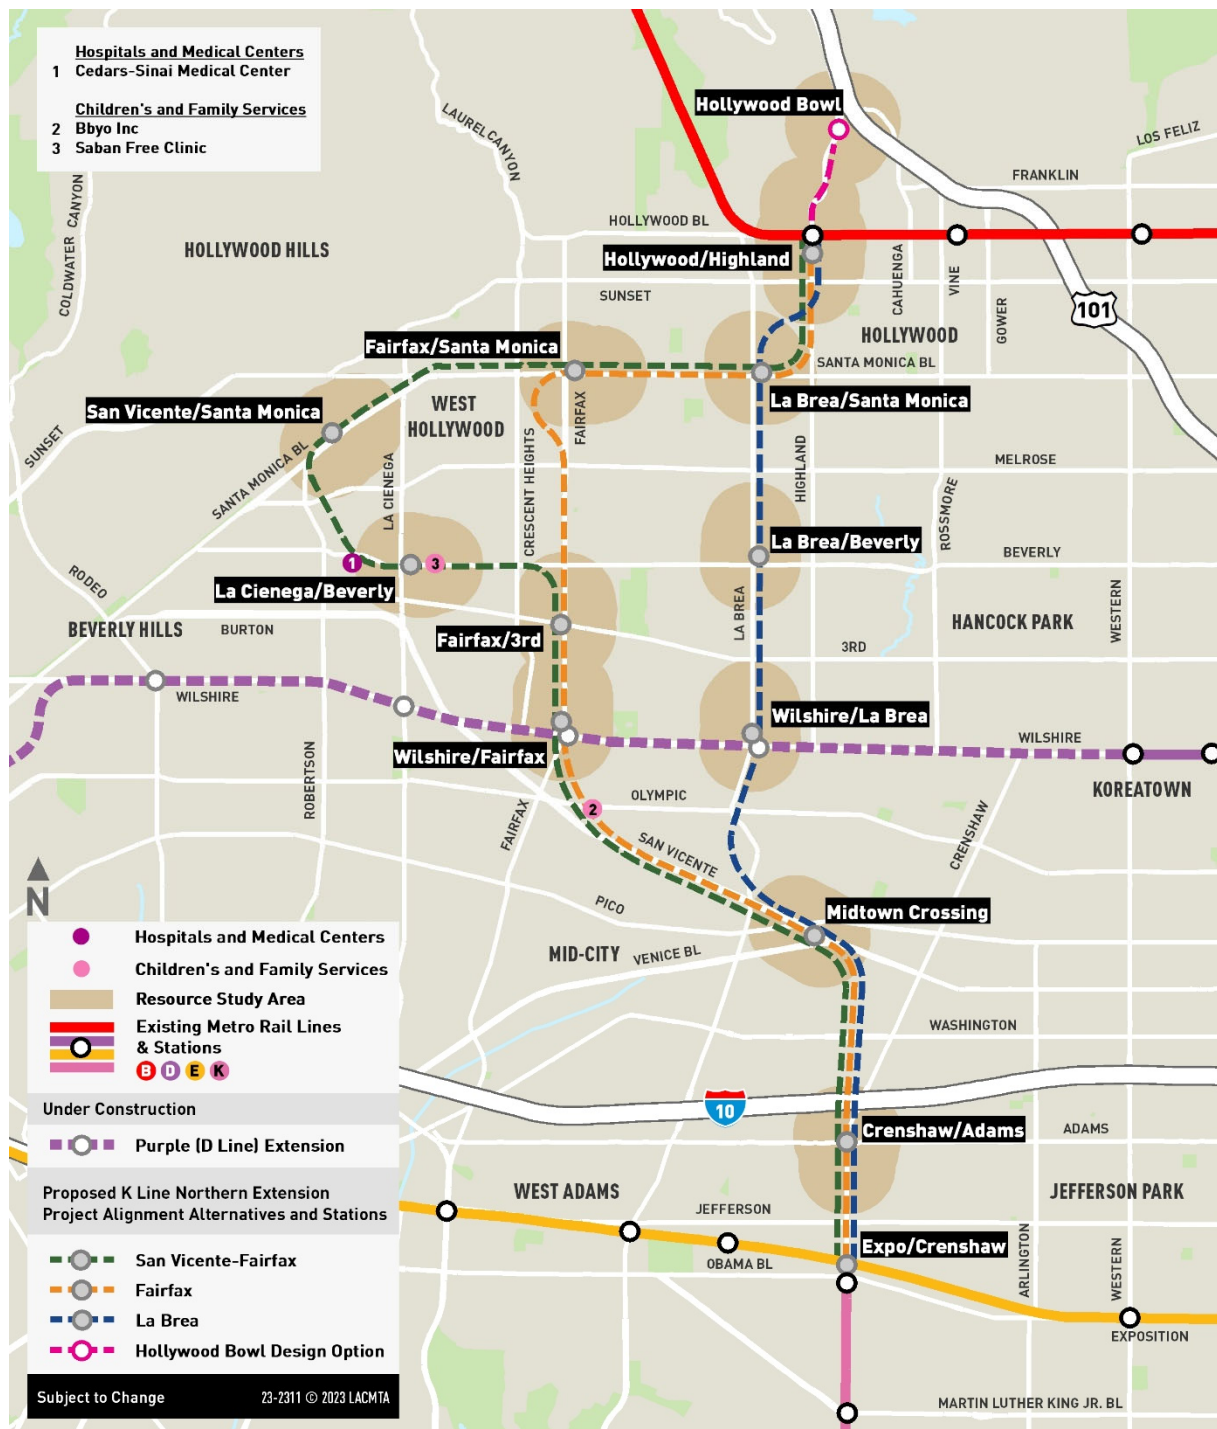 Hospitals and Medical Centers
1 Cedars-Sinai Medical Center
Children's and Family Services
2 Bbyo Inc
3 Saban Free Clinic
Hollywood Bowl
LAUREL CANYON
LOS FELIZ
COLDWATER CANYON
FRANKLIN
HOLLYWOOD BL
HOLLYWOOD HILLS
Hollywood/Highland
CAHUENGA
VINE
GOWER
SUNSET
101
HOLLYWOOD
Fairfax/Santa Monica
SANTA MONICA BL
San Vicente/Santa Monica
WEST
HOLLYWOOD
La Brea/Santa Monica
FAIRFAX
SUNSET
SANTA MONICA BL
LA CIENEGA
CRESCENT HEIGHTS
HIGHLAND
MELROSE
ROSSMORE
La Brea/Beverly
BEVERLY
1
3
RODEO
La Cienega/Beverly
LA BREA
WESTERN
BEVERLY HILLS
BURTON
Fairfax/3rd
HANCOCK PARK
3RD
WILSHIRE
Wilshire/La Brea
WILSHIRE
Wilshire/Fairfax
ROBERTSON
KOREATOWN
OLYMPIC
2
FAIRFAX
SAN VICENTE
CRENSHAW
N
PICO
Midtown Crossing
MID-CITY
VENICE BL
WASHINGTON
10
Crenshaw/Adams
ADAMS
WEST ADAMS
JEFFERSON PARK
JEFFERSON
Expo/Crenshaw
OBAMA BL
ARLINGTON
WESTERN
EXPOSITION
MARTIN LUTHER KING JR. BL
Hospitals and Medical Centers
Children's and Family Services
Resource Study Area
Existing Metro Rail Lines
& Stations
B D E K
Under Construction
Purple (D Line) Extension
Proposed K Line Northern Extension
Project Alignment Alternatives and Stations
San Vicente-Fairfax
Fairfax
La Brea
Hollywood Bowl Design Option
Subject to Change 23-2311 © 2023 LACMTA